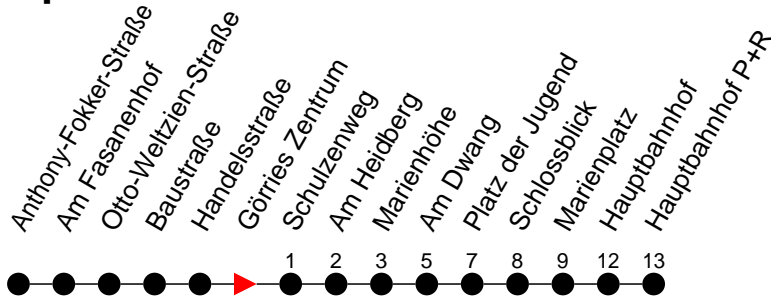 Anthony-Fokker-Straße
Am Fasanenhof
Otto-Weltzien-Straße
Baustraße
Handelsstraße
Görries Zentrum
Schulzenweg
Am Heidberg
Marienhöhe
Am Dwang
Platz der Jugend
Schlossblick
Marienplatz
Hauptbahnhof
Hauptbahnhof P+R
1 2 3 5 7 8 9 12 13